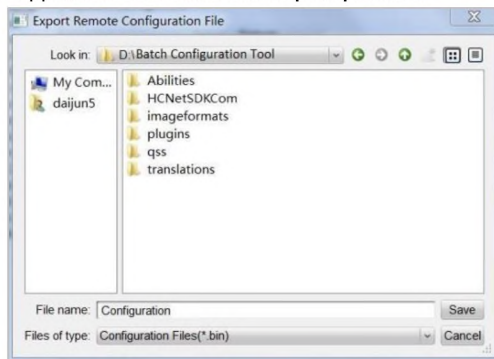 Export Remote Configuration File
Look in: D:\Batch Configuration Tool
My Com...
daijun5
Abilities
HCNetSDKCom
imageformats
plugins
qss
translations
File name: Configuration Save
Files of type: Configuration Files(*.bin) Cancel